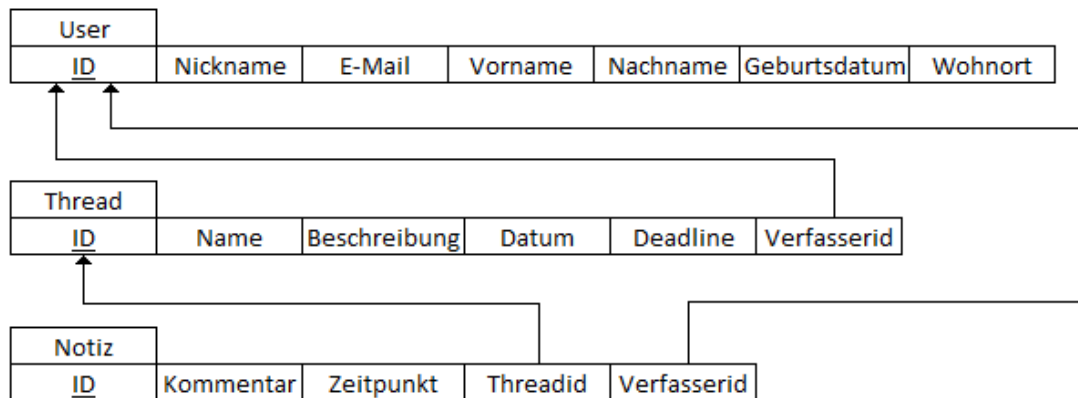 User
ID Nickname E-Mail Vorname Nachname Geburtsdatum Wohnort
Thread
ID Name Beschreibung Datum Deadline Verfasserid
Notiz
ID Kommentar Zeitpunkt Threadid Verfasserid